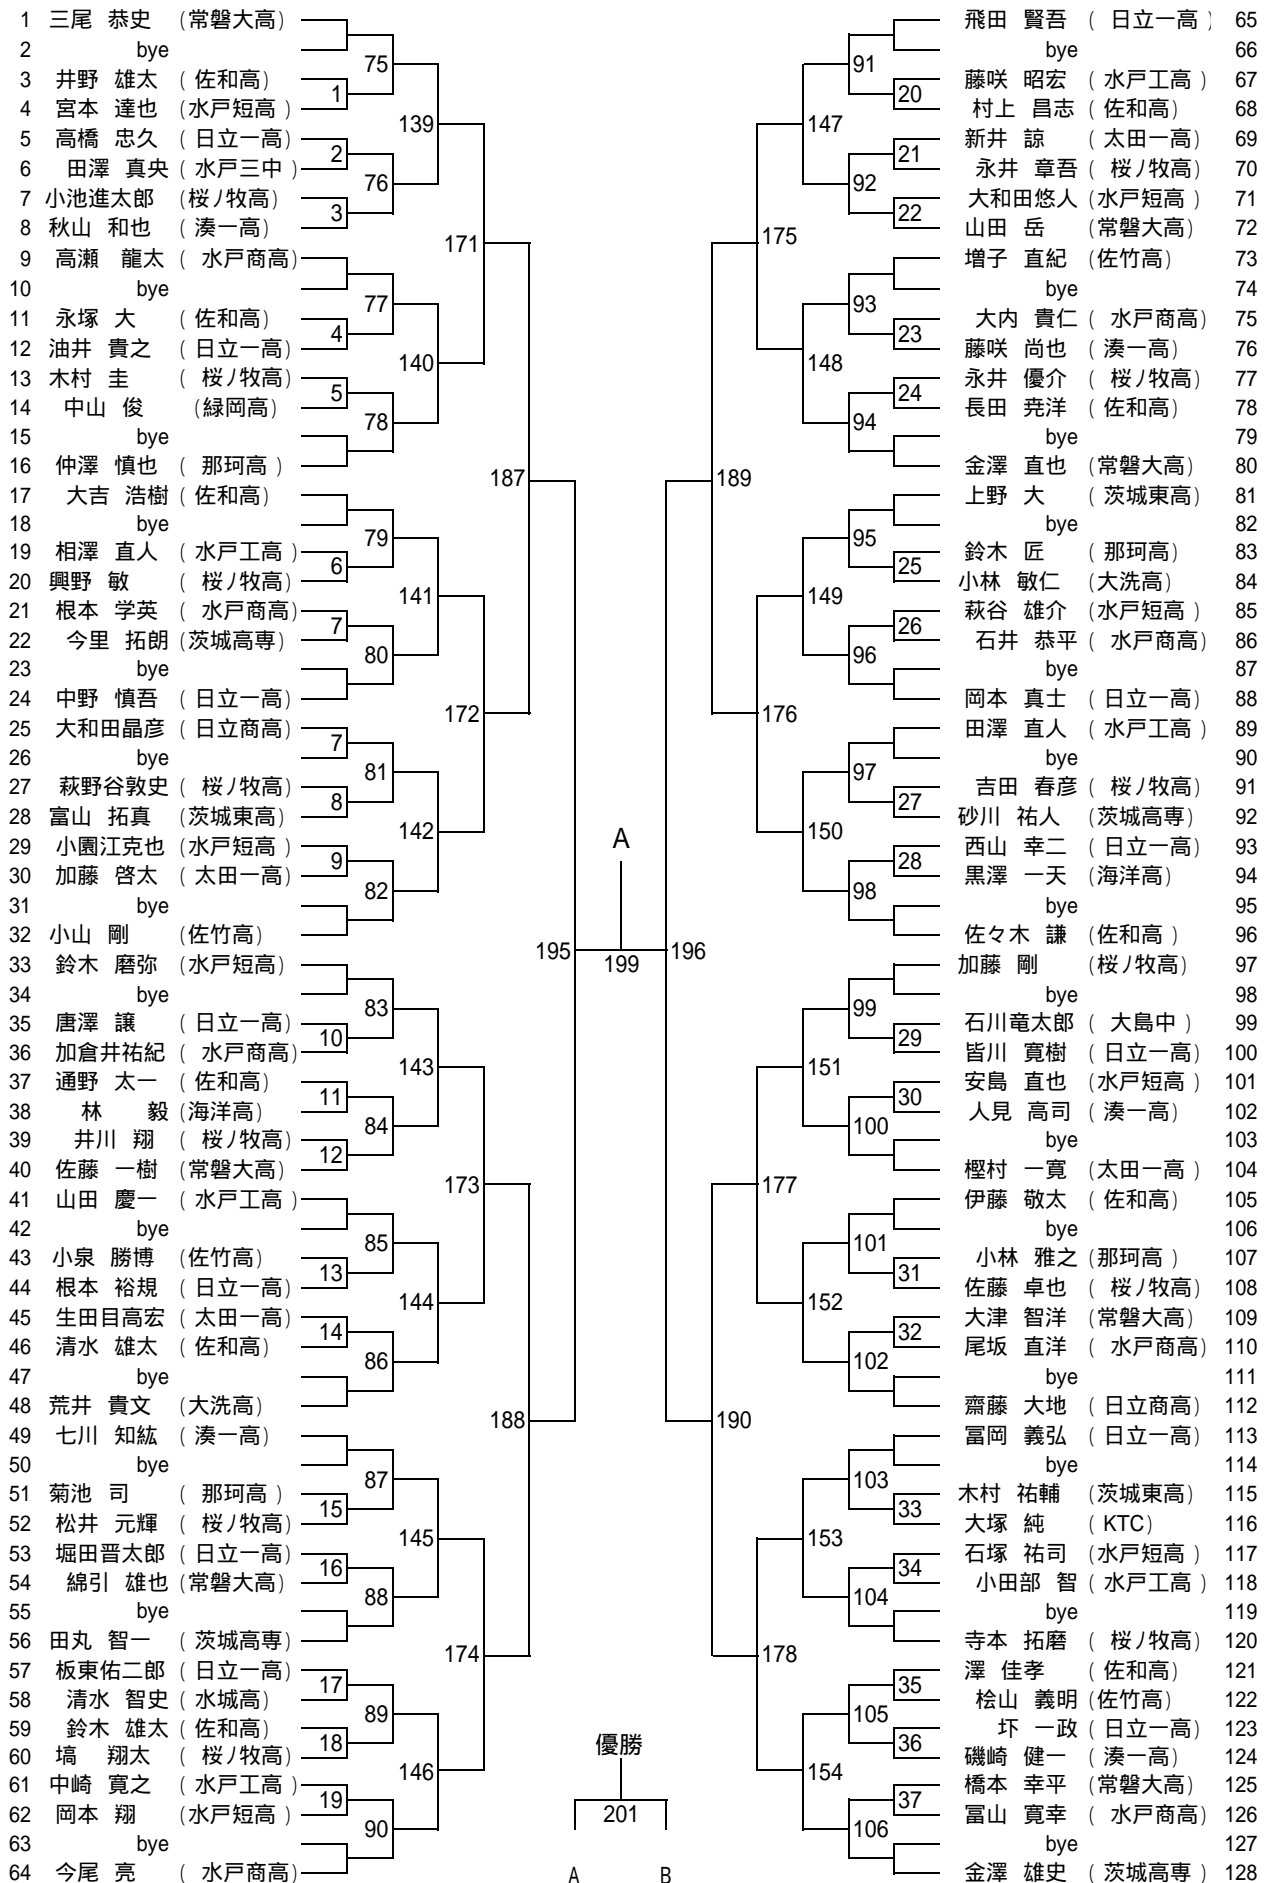 1 三尾 恭史 (常磐大高)
2 bye
3 井野 雄太 (佐和高)
4 宮本 達也 (水戸短高)
5 高橋 忠久 (日立一高)
6 田澤 真央 (水戸三中)
7 小池進太郎 (桜ノ牧高)
8 秋山 和也 (湊一高)
9 高瀬 龍太 (水戸商高)
10 bye
11 永塚 大 (佐和高)
12 油井 貴之 (日立一高)
13 木村 圭 (桜ノ牧高)
14 中山 俊 (緑岡高)
15 bye
16 仲澤 慎也 (那珂高)
17 大吉 浩樹 (佐和高)
18 bye
19 相澤 直人 (水戸工高)
20 興野 敏 (桜ノ牧高)
21 根本 学英 (水戸商高)
22 今里 拓朗 (茨城高専)
23 bye
24 中野 慎吾 (日立一高)
25 大和田晶彦 (日立商高)
26 bye
27 萩野谷敦史 (桜ノ牧高)
28 富山 拓真 (茨城東高)
29 小園江克也 (水戸短高)
30 加藤 啓太 (太田一高)
31 bye
32 小山 剛 (佐竹高)
33 鈴木 磨弥 (水戸短高)
34 bye
35 唐澤 譲 (日立一高)
36 加倉井祐紀 (水戸商高)
37 通野 太一 (佐和高)
38 林 毅 (海洋高)
39 井川 翔 (桜ノ牧高)
40 佐藤 一樹 (常磐大高)
41 山田 慶一 (水戸工高)
42 bye
43 小泉 勝博 (佐竹高)
44 根本 裕規 (日立一高)
45 生田目高宏 (太田一高)
46 清水 雄太 (佐和高)
47 bye
48 荒井 貴文 (大洗高)
49 七川 知紘 (湊一高)
50 bye
51 菊池 司 (那珂高)
52 松井 元輝 (桜ノ牧高)
53 堀田晋太郎 (日立一高)
54 綿引 雄也 (常磐大高)
55 bye
56 田丸 智一 (茨城高専)
57 板東佑二郎 (日立一高)
58 清水 智史 (水城高)
59 鈴木 雄太 (佐和高)
60 塙 翔太 (桜ノ牧高)
61 中崎 寛之 (水戸工高)
62 岡本 翔 (水戸短高)
63 bye
64 今尾 亮 (水戸商高)
1
2
3
4
5
6
7
7
8
9
10
11
12
13
14
15
16
17
18
19
75
76
77
78
79
80
81
82
83
84
85
86
87
88
89
90
139
140
141
142
143
144
145
146
171
172
173
174
187
188
195
A
199
196
優勝
201
A B
189
190
175
176
177
178
147
148
149
150
151
152
153
154
91
92
93
94
95
96
97
98
99
100
101
102
103
104
105
106
20
21
22
23
24
25
26
27
28
29
30
31
32
33
34
35
36
37
飛田 賢吾 (日立一高) 65
bye 66
藤咲 昭宏 (水戸工高) 67
村上 昌志 (佐和高) 68
新井 諒 (太田一高) 69
永井 章吾 (桜ノ牧高) 70
大和田悠人 (水戸短高) 71
山田 岳 (常磐大高) 72
増子 直紀 (佐竹高) 73
bye 74
大内 貴仁 (水戸商高) 75
藤咲 尚也 (湊一高) 76
永井 優介 (桜ノ牧高) 77
長田 尭洋 (佐和高) 78
bye 79
金澤 直也 (常磐大高) 80
上野 大 (茨城東高) 81
bye 82
鈴木 匠 (那珂高) 83
小林 敏仁 (大洗高) 84
萩谷 雄介 (水戸短高) 85
石井 恭平 (水戸商高) 86
bye 87
岡本 真士 (日立一高) 88
田澤 直人 (水戸工高) 89
bye 90
吉田 春彦 (桜ノ牧高) 91
砂川 祐人 (茨城高専) 92
西山 幸二 (日立一高) 93
黒澤 一天 (海洋高) 94
bye 95
佐々木 謙 (佐和高) 96
加藤 剛 (桜ノ牧高) 97
bye 98
石川竜太郎 (大島中) 99
皆川 寛樹 (日立一高) 100
安島 直也 (水戸短高) 101
人見 高司 (湊一高) 102
bye 103
樫村 一寛 (太田一高) 104
伊藤 敬太 (佐和高) 105
bye 106
小林 雅之 (那珂高) 107
佐藤 卓也 (桜ノ牧高) 108
大津 智洋 (常磐大高) 109
尾坂 直洋 (水戸商高) 110
bye 111
齋藤 大地 (日立商高) 112
冨岡 義弘 (日立一高) 113
bye 114
木村 祐輔 (茨城東高) 115
大塚 純 (KTC) 116
石塚 祐司 (水戸短高) 117
小田部 智 (水戸工高) 118
bye 119
寺本 拓磨 (桜ノ牧高) 120
澤 佳孝 (佐和高) 121
桧山 義明 (佐竹高) 122
圷 一政 (日立一高) 123
磯崎 健一 (湊一高) 124
橋本 幸平 (常磐大高) 125
冨山 寛幸 (水戸商高) 126
bye 127
金澤 雄史 (茨城高専) 128